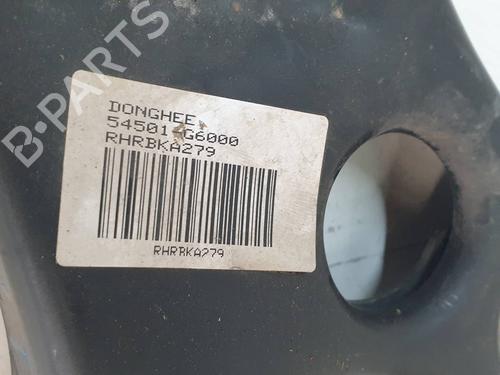 B-PARTS
DONGHEE
54501-G6000
RHRBKA279
RHRBKA279